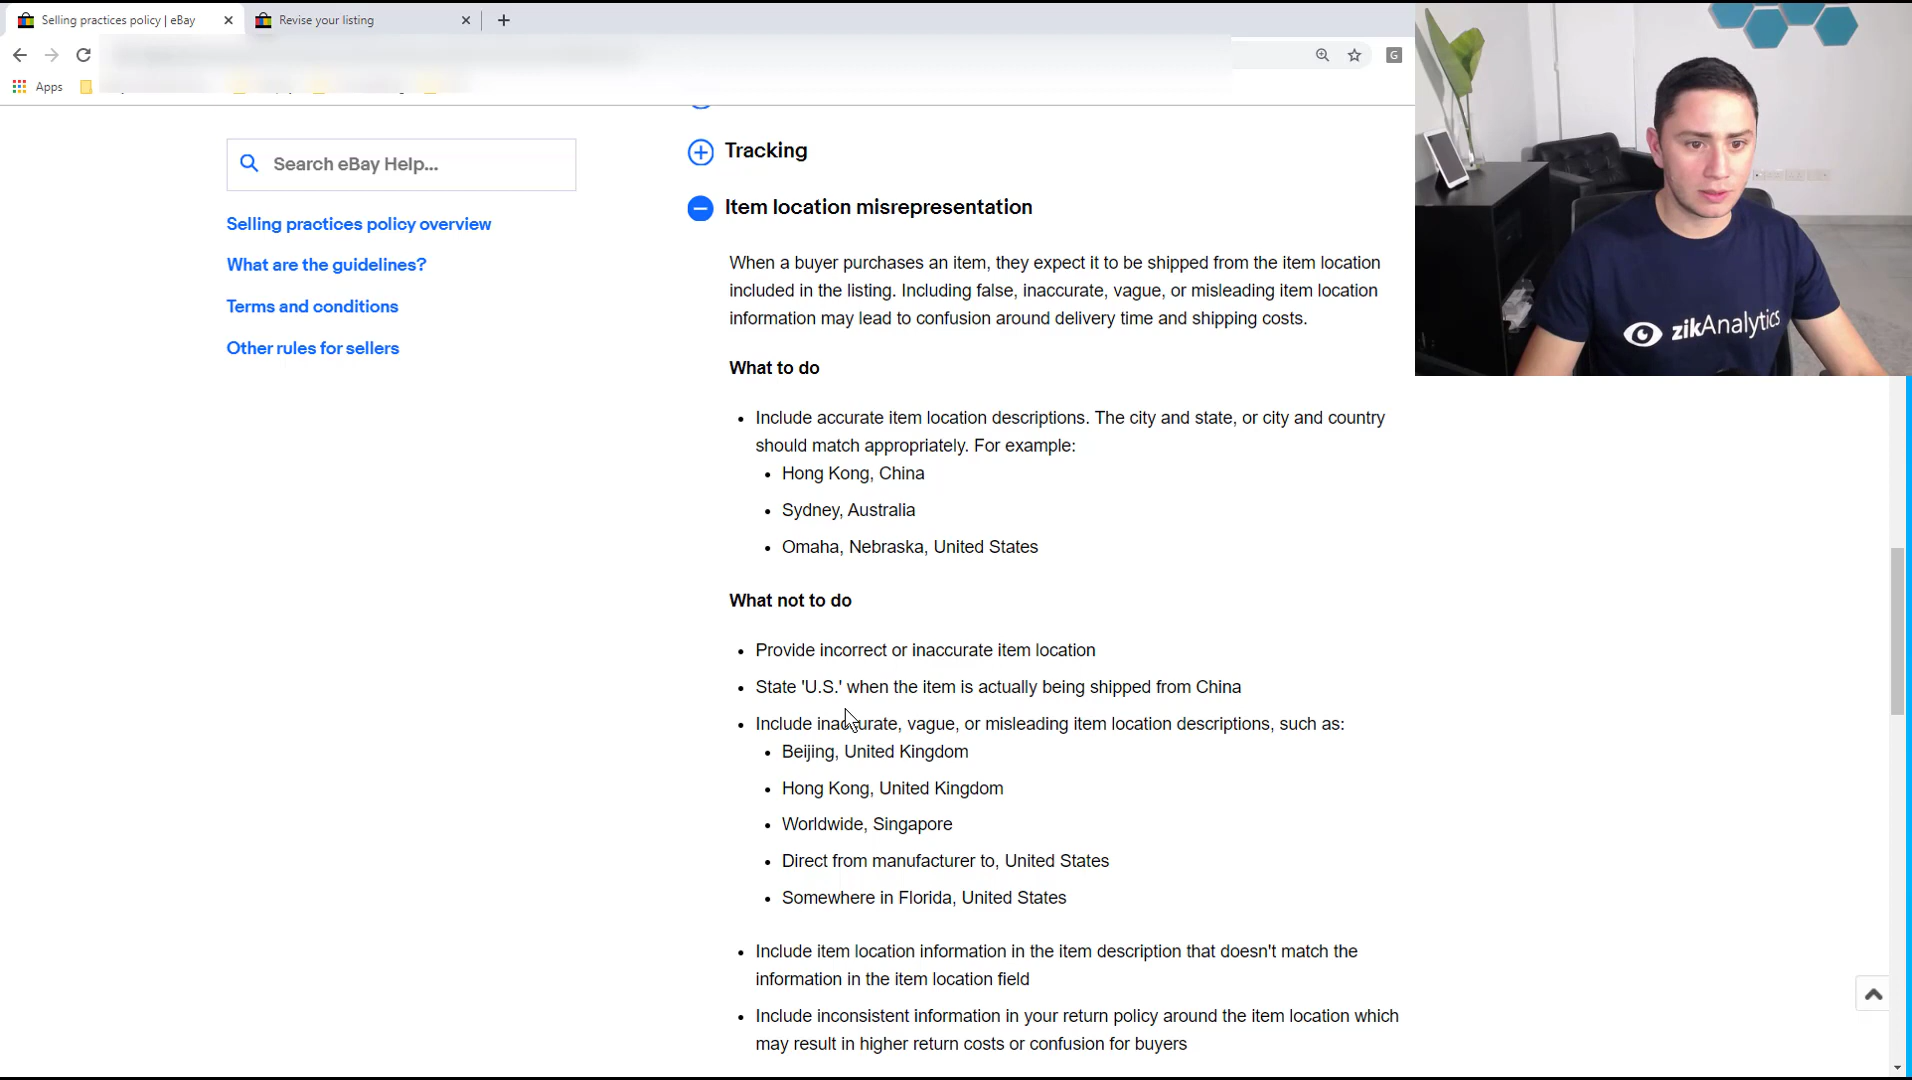 Selling practices policy | eBay
Revise your listing
Apps
Search eBay Help...
Selling practices policy overview
What are the guidelines?
Terms and conditions
Other rules for sellers
Tracking
Item location misrepresentation
When a buyer purchases an item, they expect it to be shipped from the item location
included in the listing. Including false, inaccurate, vague, or misleading item location
information may lead to confusion around delivery time and shipping costs.
What to do
• Include accurate item location descriptions. The city and state, or city and country
should match appropriately. For example:
• Hong Kong, China
• Sydney, Australia
• Omaha, Nebraska, United States
What not to do
• Provide incorrect or inaccurate item location
• State 'U.S.' when the item is actually being shipped from China
• Include inaccurate, vague, or misleading item location descriptions, such as:
• Beijing, United Kingdom
• Hong Kong, United Kingdom
• Worldwide, Singapore
• Direct from manufacturer to, United States
• Somewhere in Florida, United States
• Include item location information in the item description that doesn't match the
information in the item location field
• Include inconsistent information in your return policy around the item location which
may result in higher return costs or confusion for buyers
G
zikAnalytics